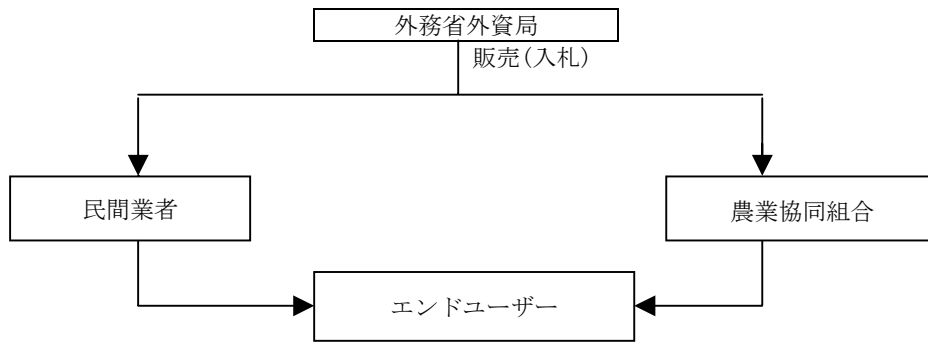 外務省外資局
販売(入札)
民間業者
農業協同組合
エンドユーザー